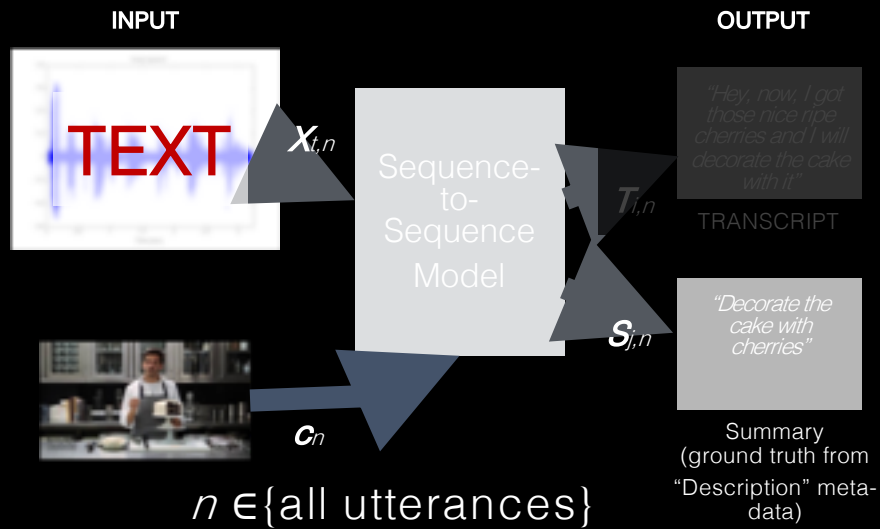 INPUT
OUTPUT
TEXT
Xt,n
Sequence-
to-
Sequence
Model
"Hey, now, I got
those nice ripe
cherries and I will
decorate the cake
with it"
Ti,n
TRANSCRIPT
"Decorate the
cake with
cherries"
Sj,n
cn
Summary
(ground truth from
"Description" meta-
data)
n ∈{all utterances}